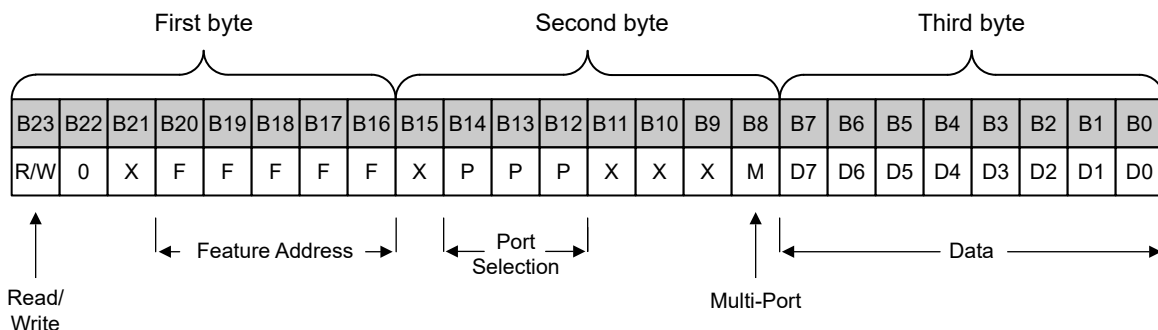 First byte Second byte Third byte
B23 B22 B21 B20 B19 B18 B17 B16 B15 B14 B13 B12 B11 B10 B9 B8 B7 B6 B5 B4 B3 B2 B1 B0
R/W 0 X F F F F F X P P P X X X M D7 D6 D5 D4 D3 D2 D1 D0
Feature Address
Port
Selection
Data
Read/
Write
Multi-Port